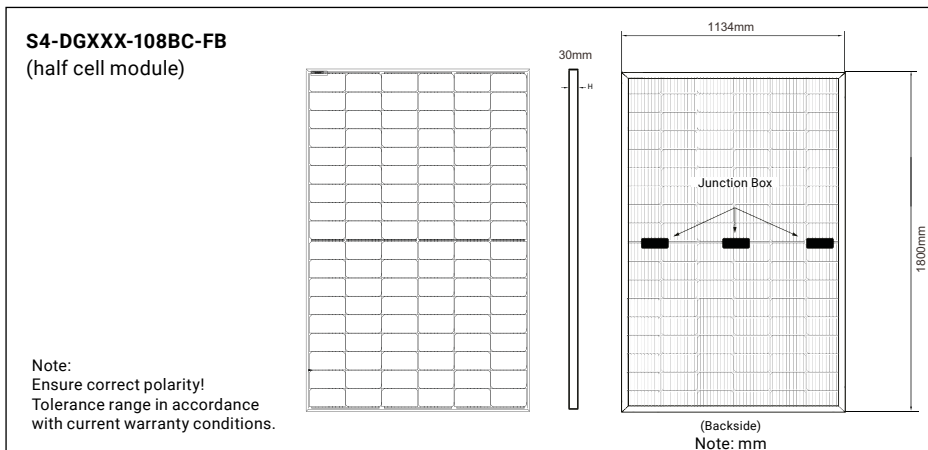 S4-DGXXX-108BC-FB
(half cell module)
30mm
H
1134mm
Junction Box
1800mm
Note:
Ensure correct polarity!
Tolerance range in accordance
with current warranty conditions.
(Backside)
Note: mm